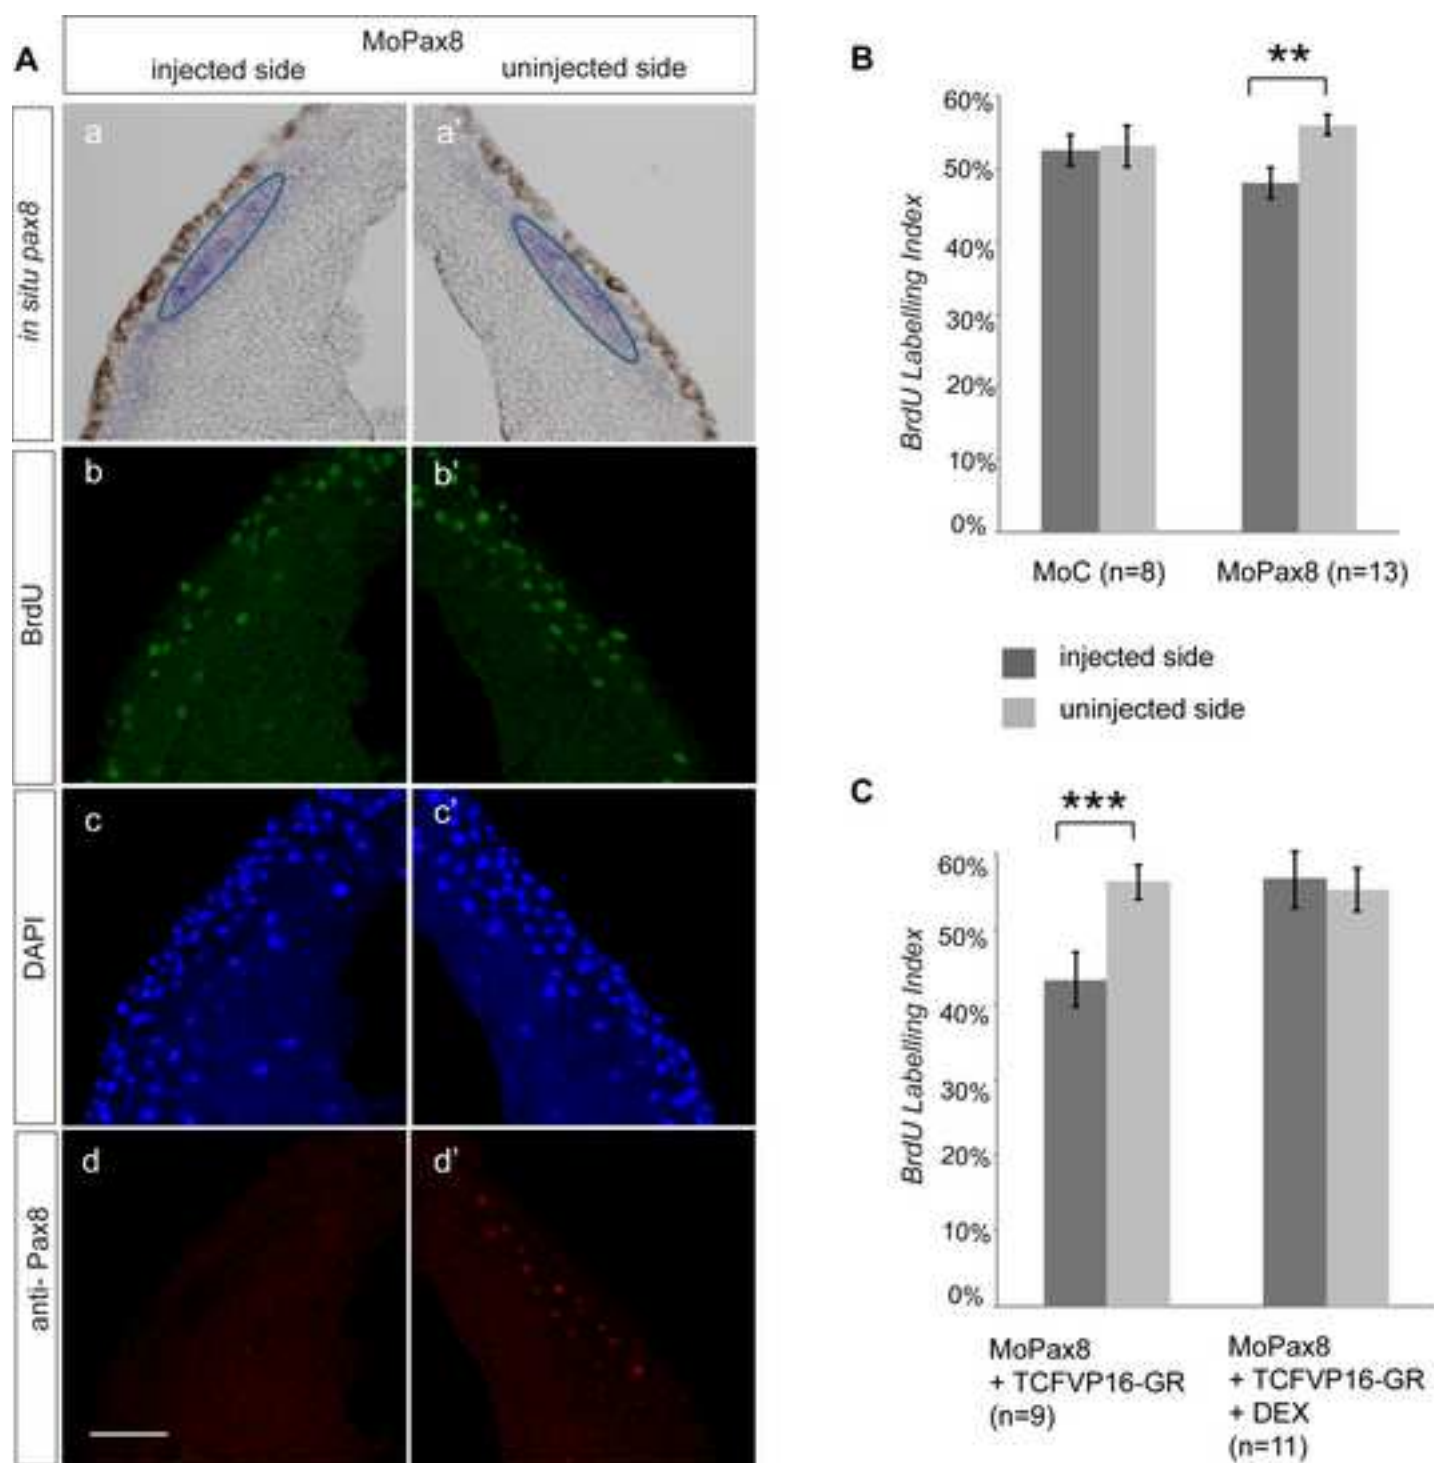 A
MoPax8
injected side
uninjected side
in situ pax8
a
a'
BrdU
b
b'
DAPI
c
c'
anti- Pax8
d
d'
B
**
BrdU Labelling Index
60%
50%
40%
30%
20%
10%
0%
MoC (n=8)
MoPax8 (n=13)
injected side
uninjected side
C
***
BrdU Labelling Index
60%
50%
40%
30%
20%
10%
0%
MoPax8
+ TCFVP16-GR
(n=9)
MoPax8
+ TCFVP16-GR
+ DEX
(n=11)